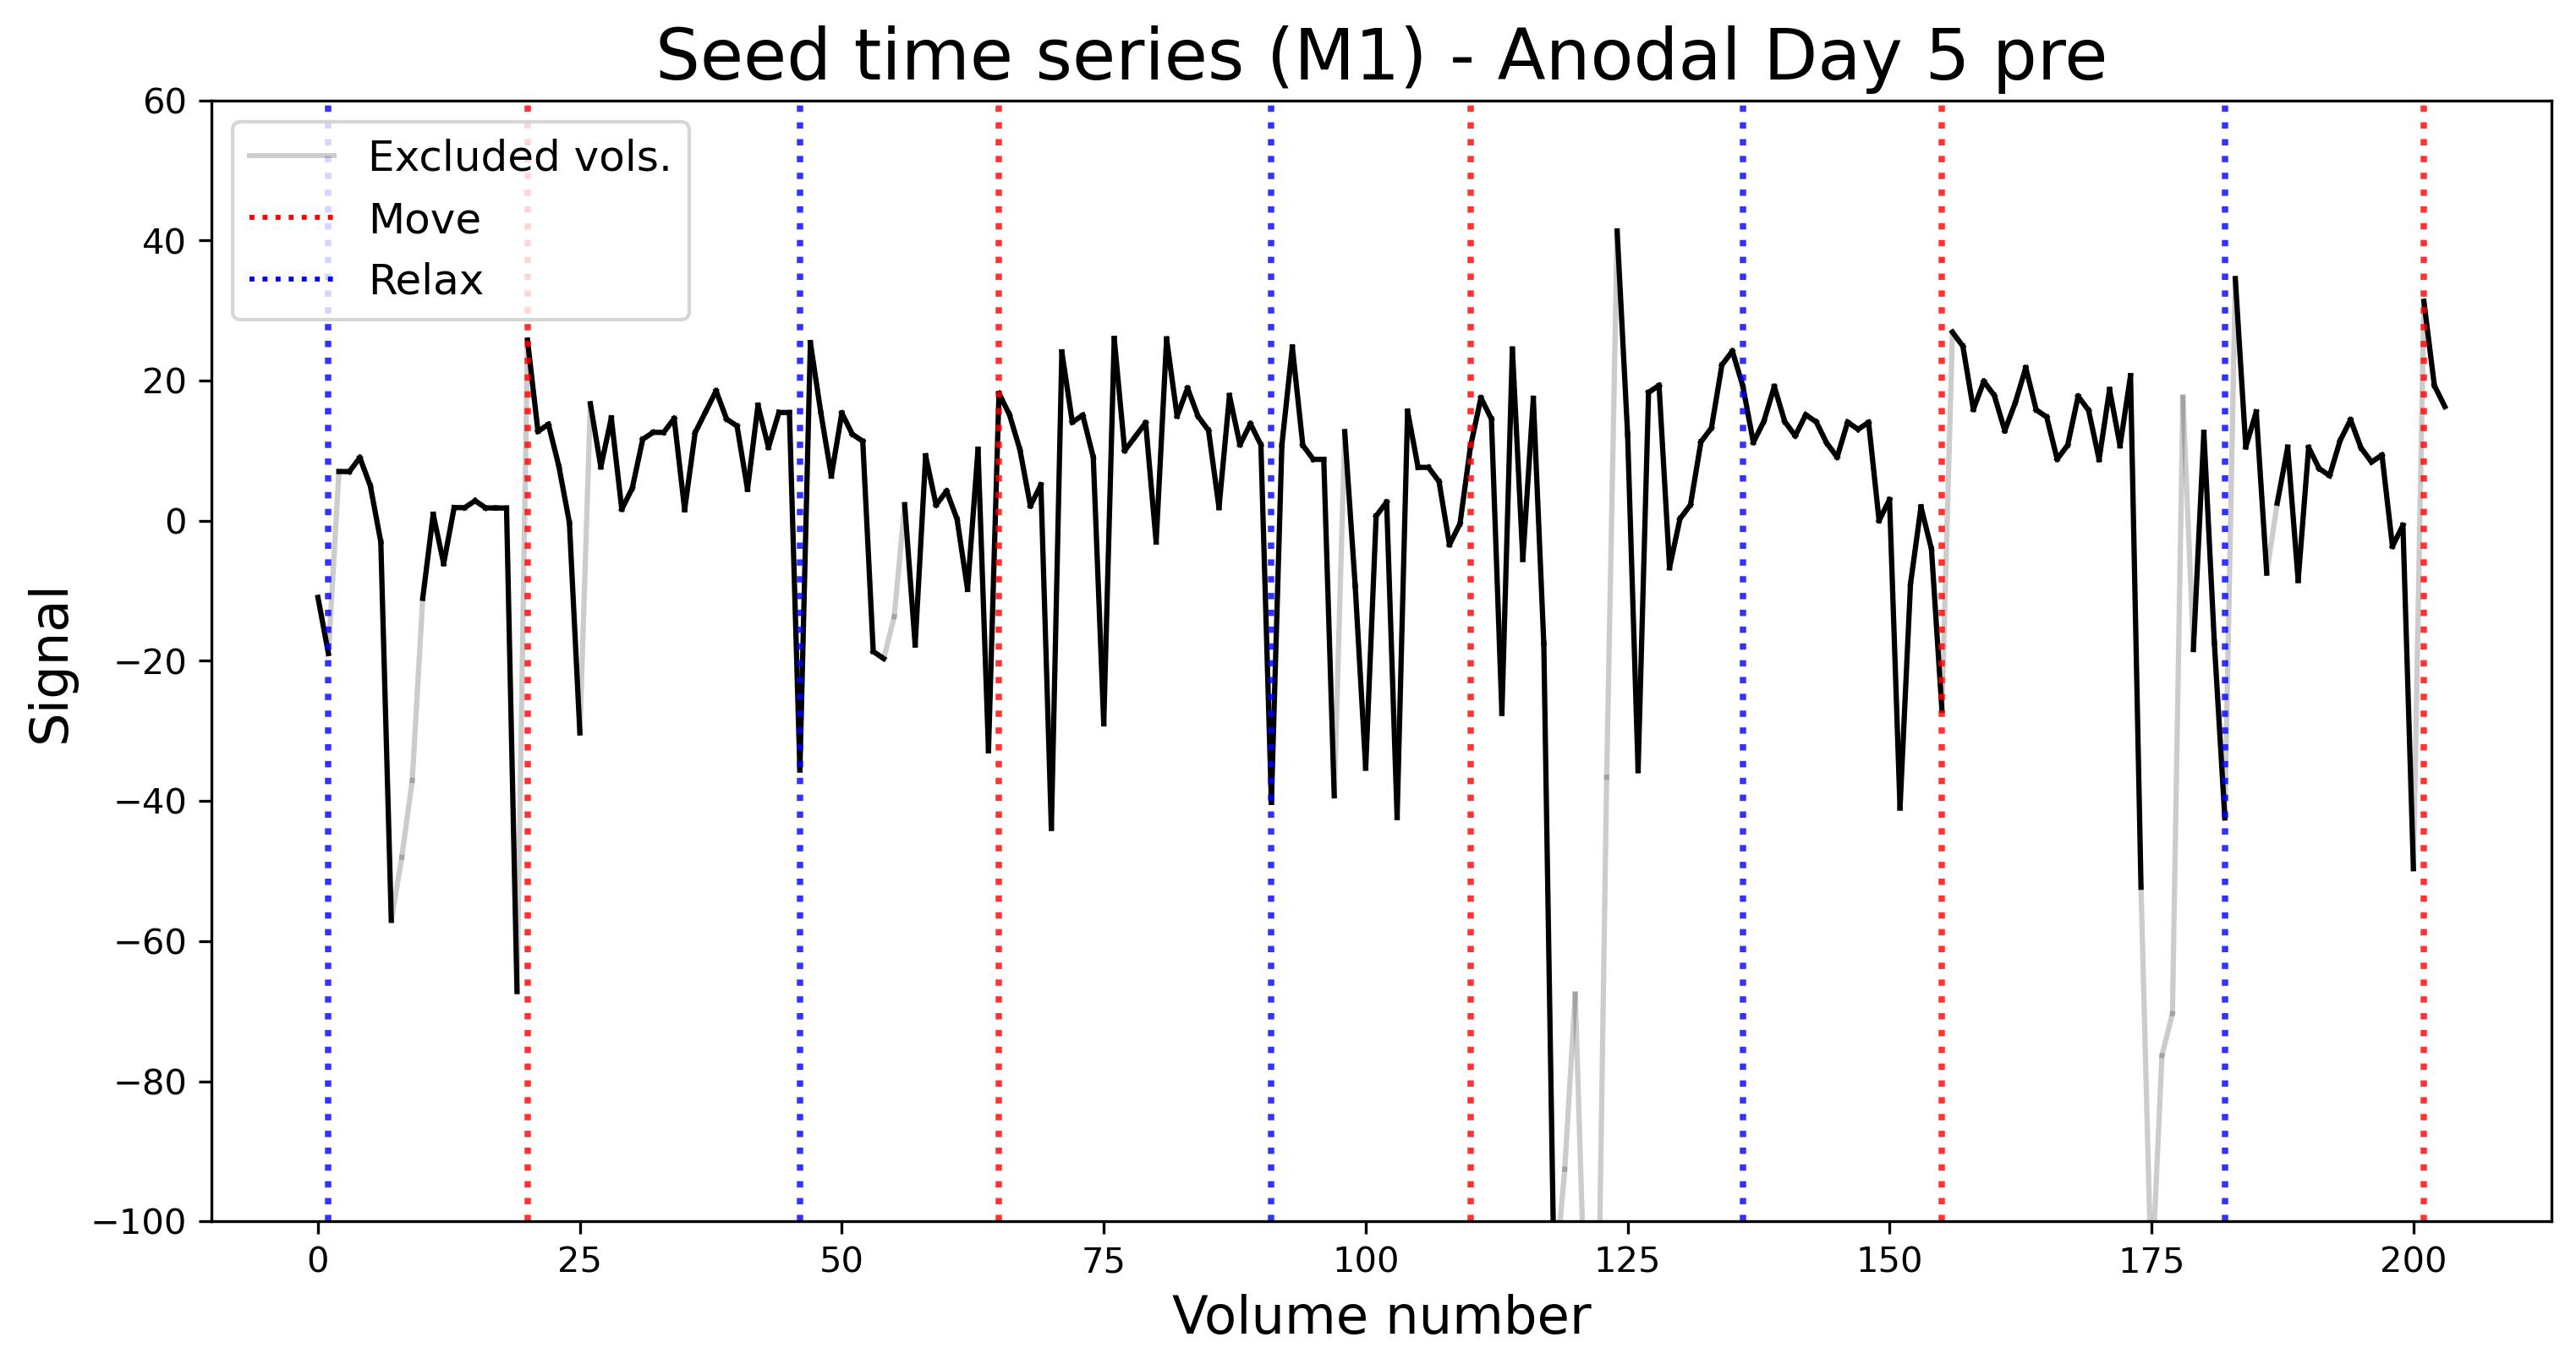 Seed time series (M1) - Anodal Day 5 pre
60
40
20
0
−20
−40
−60
−80
−100
Signal
Excluded vols.
Move
Relax
0 25 50 75 100 125 150 175 200
Volume number